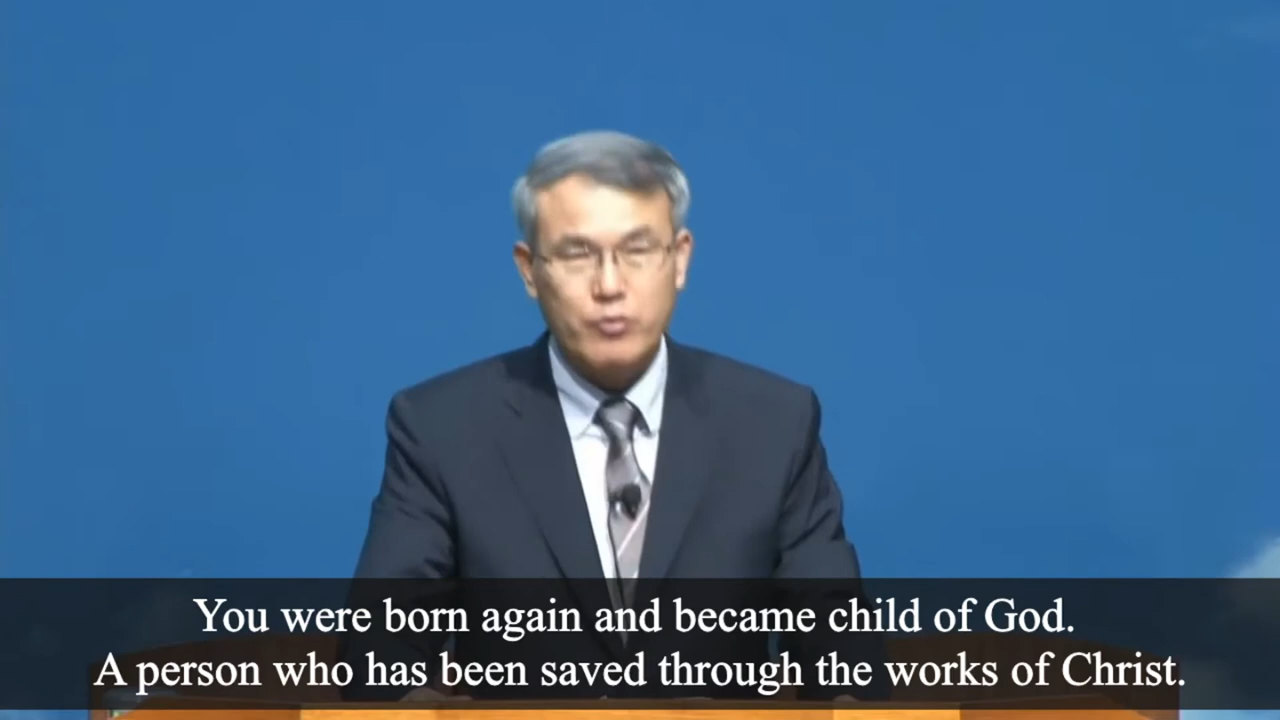 You were born again and became child of God.
A person who has been saved through the works of Christ.